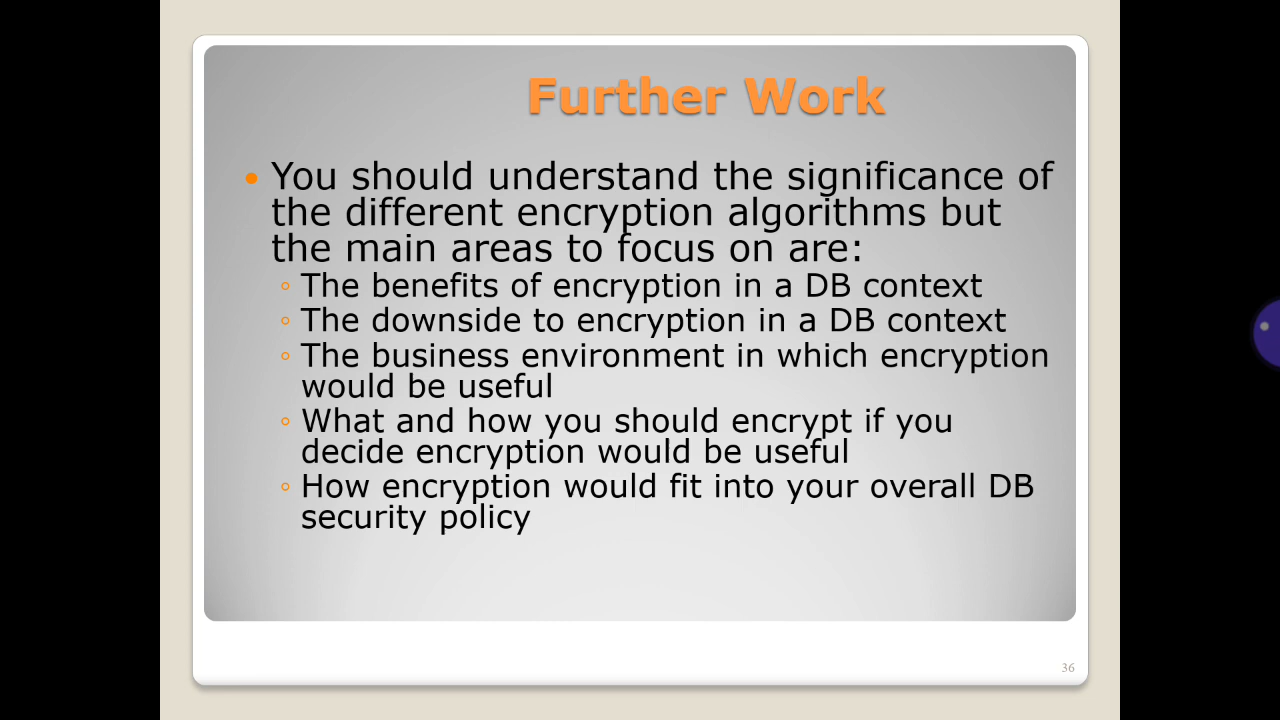 Further Work
• You should understand the significance of
the different encryption algorithms but
the main areas to focus on are:
◦ The benefits of encryption in a DB context
◦ The downside to encryption in a DB context
◦ The business environment in which encryption
would be useful
◦ What and how you should encrypt if you
decide encryption would be useful
◦ How encryption would fit into your overall DB
security policy
36